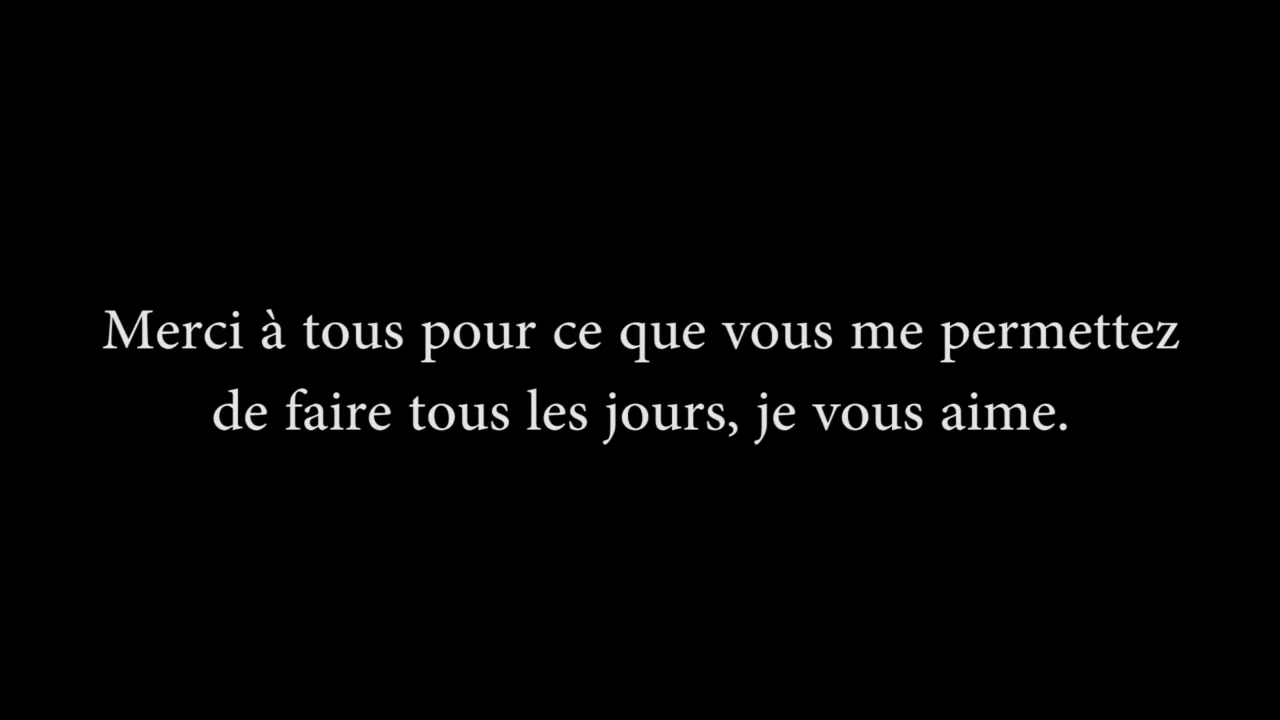 Merci à tous pour ce que vous me permettez
de faire tous les jours, je vous aime.